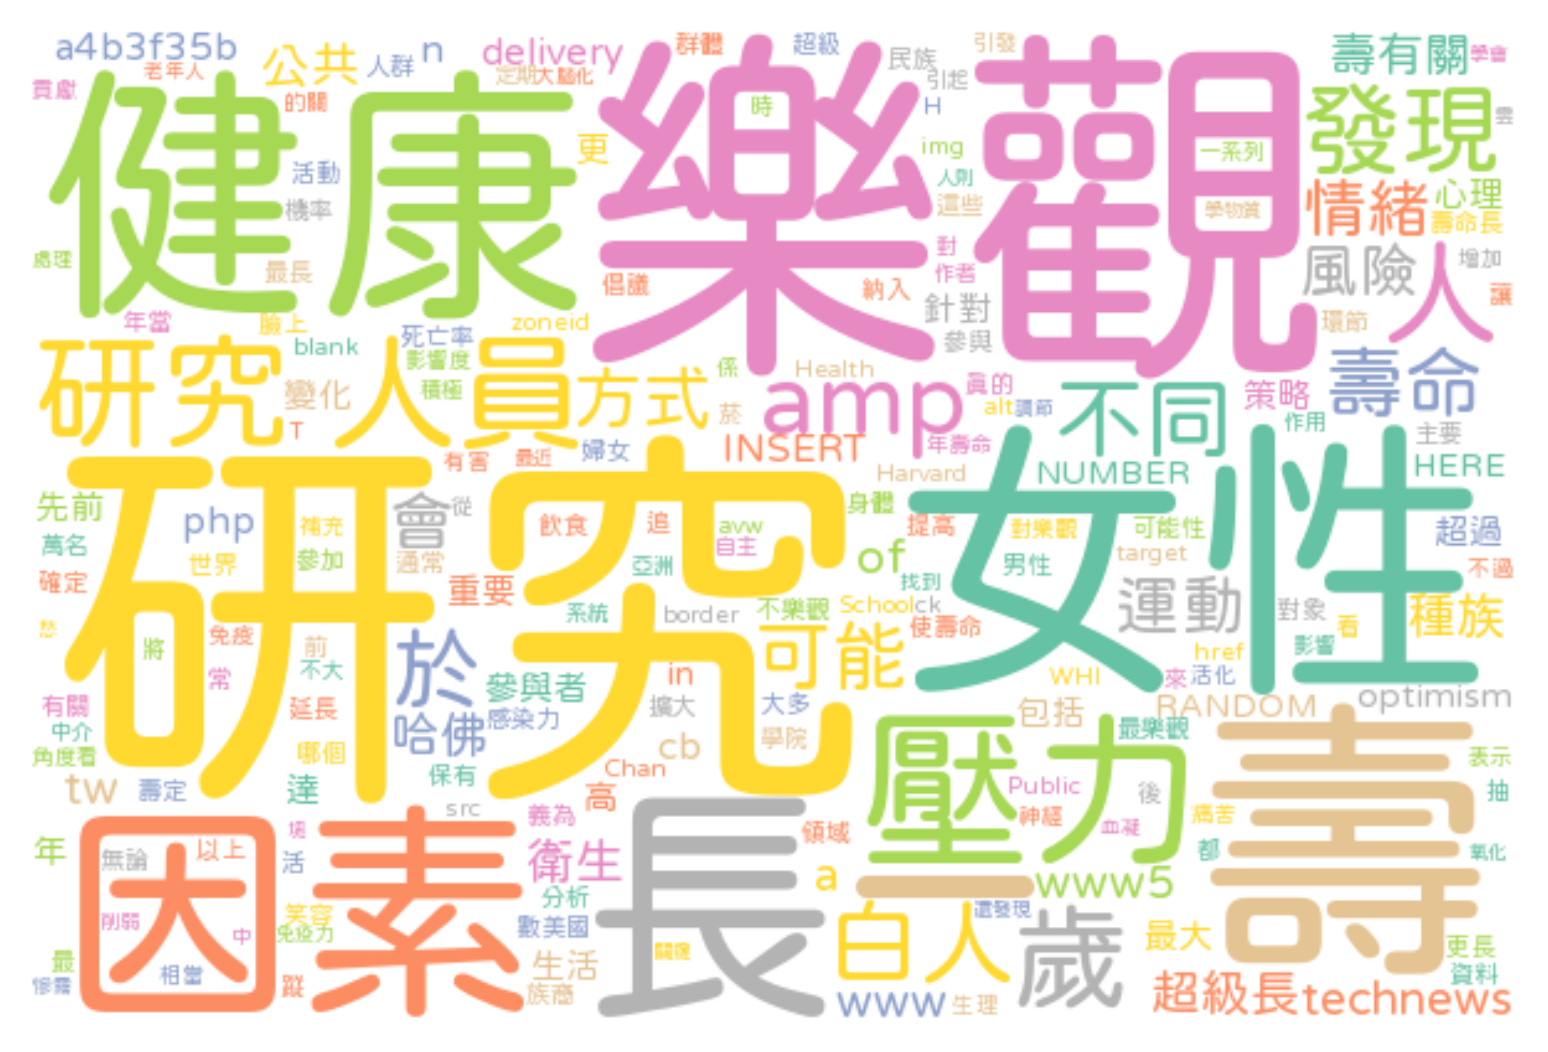 a4b3f35b
公共
人群
n
delivery
群體
超級
引發
壽有關
學會
老年人
定期
大腦化
民族
引起
貢獻
的關
健康
樂觀
時
H
發現
雲
更
img
一系列
活動
人則
情緒
心理
機率
這些
學物質
壽命長
處理
最長
對
作者
風險
人
增加
倡議
納入
針對
讓
年當
臉上
zoneid
參與
環節
blank
死亡率
影響度
研究人員
方式
係
Health
壽命
變化
積極
amp
真的
不同
策略
菸
alt
調節
作用
T
INSERT
年壽命
主要
有害
最近
婦女
Harvard
NUMBER
HERE
研究
女性
先前
php
補充
會
從
飲食
追
avw
自主
身體
提高
對樂觀
可能性
超過
萬名
世界
參加
通常
亞洲
of
男性
target
不過
確定
重要
找到
運動
系統
border
不樂觀
School
ck
對象
種族
愁
將
免疫
前
使壽命
看
可能
影響
href
於
常
不大
參與者
in
WHI
來
活化
有關
延長
擴大
大多
包括
RANDOM
optimism
中介
哈佛
感染力
學院
最樂觀
壽
角度看
哪個
保有
cb
壓力
表示
tw
壽定
達
Chan
高
Public
後
抽
src
義為
神經
血凝
痛苦
年
因素
長
領域
境
無論
以上
活
衛生
都
氧化
a
一
www5
分析
削弱
笑容
數美國
白人
還發現
歲
中
免疫力
關係
最大
更長
最
相當
生活
資料
慘霧
蹤
族裔
www
生理
超級長
technews